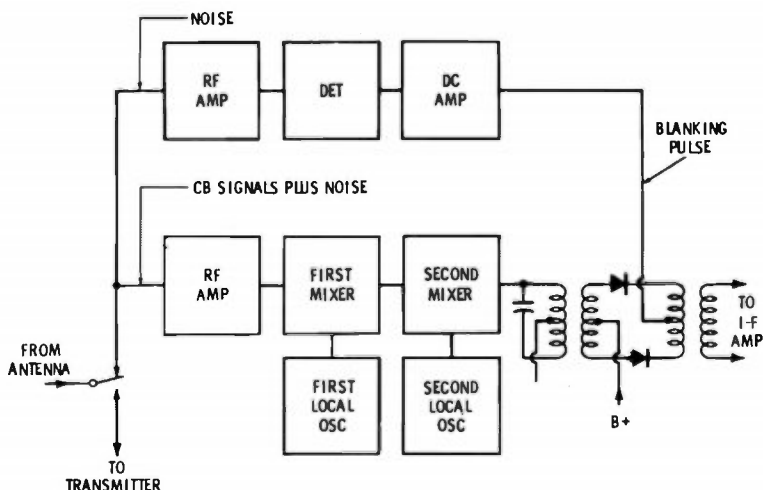 NOISE
RF
AMP
DET
DC
AMP
BLANKING
PULSE
CB SIGNALS PLUS NOISE
RF
AMP
FIRST
MIXER
SECOND
MIXER
TO
I-F
AMP
FROM
ANTENNA
FIRST
LOCAL
OSC
SECOND
LOCAL
OSC
B+
TO
TRANSMITTER